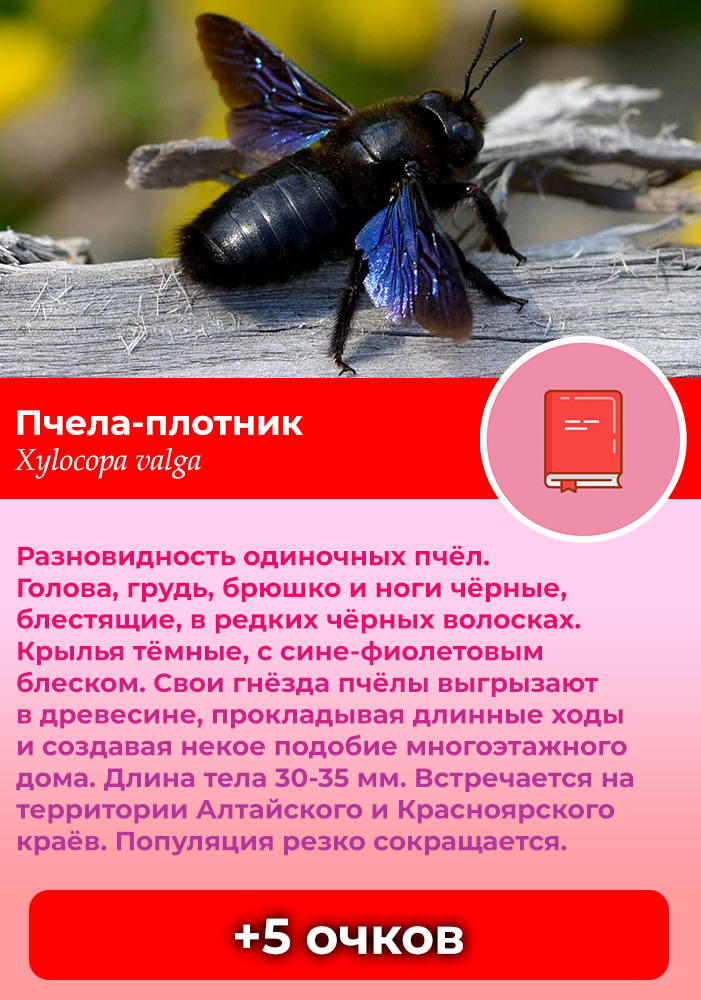 Пчела-плотник
Xylocopa valga
Разновидность одиночных пчёл.
Голова, грудь, брюшко и ноги чёрные,
блестящие, в редких чёрных волосках.
Крылья тёмные, с сине-фиолетовым
блеском. Свои гнёзда пчёлы выгрызают
в древесине, прокладывая длинные ходы
и создавая некое подобие многоэтажного
дома. Длина тела 30-35 мм. Встречается на
территории Алтайского и Красноярского
краёв. Популяция резко сокращается.
+5 очков